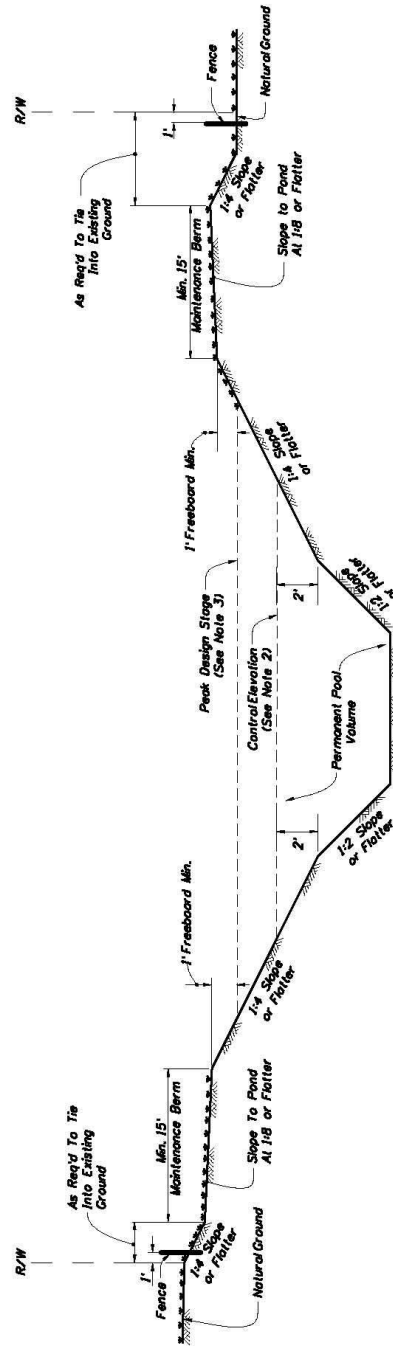 R/W
As Req'd To Tie
Into Existing
Ground
1'
Fence
Natural Ground
1:4 Slope
or Flatter
Min. 15'
Maintenance Berm
Slope To Pond
At 1:8 or Flatter
1' Freeboard Min.
1:4 Slope
or Flatter
2'
1:2 Slope
or Flatter
Peak Design Stage
(See Note 3)
Control Elevation
(See Note 2)
Permanent Pool
Volume
2'
1:2 Slope
or Flatter
1:4 Slope
or Flatter
1' Freeboard Min.
Min. 15'
Maintenance Berm
Slope to Pond
At 1:8 or Flatter
As Req'd To Tie
Into Existing
Ground
1:4 Slope
or Flatter
1'
Fence
Natural Ground
R/W